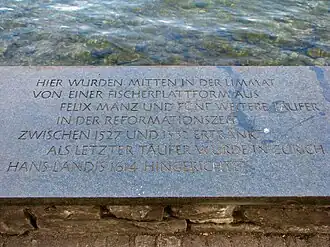 HIER WURDEN MITTEN IN DER LIMMAT
VON EINER FISCHERPLATTFORM AUS
FELIX MANZ UND FÜNF WEITERE TÄUFER
IN DER REFORMATIONSZEIT
ZWISCHEN 1527 UND 1532 ERTRÄNKT
ALS LETZTER TÄUFER WURDE IN ZÜRICH
HANS LANDIS 1614 HINGERICHTET